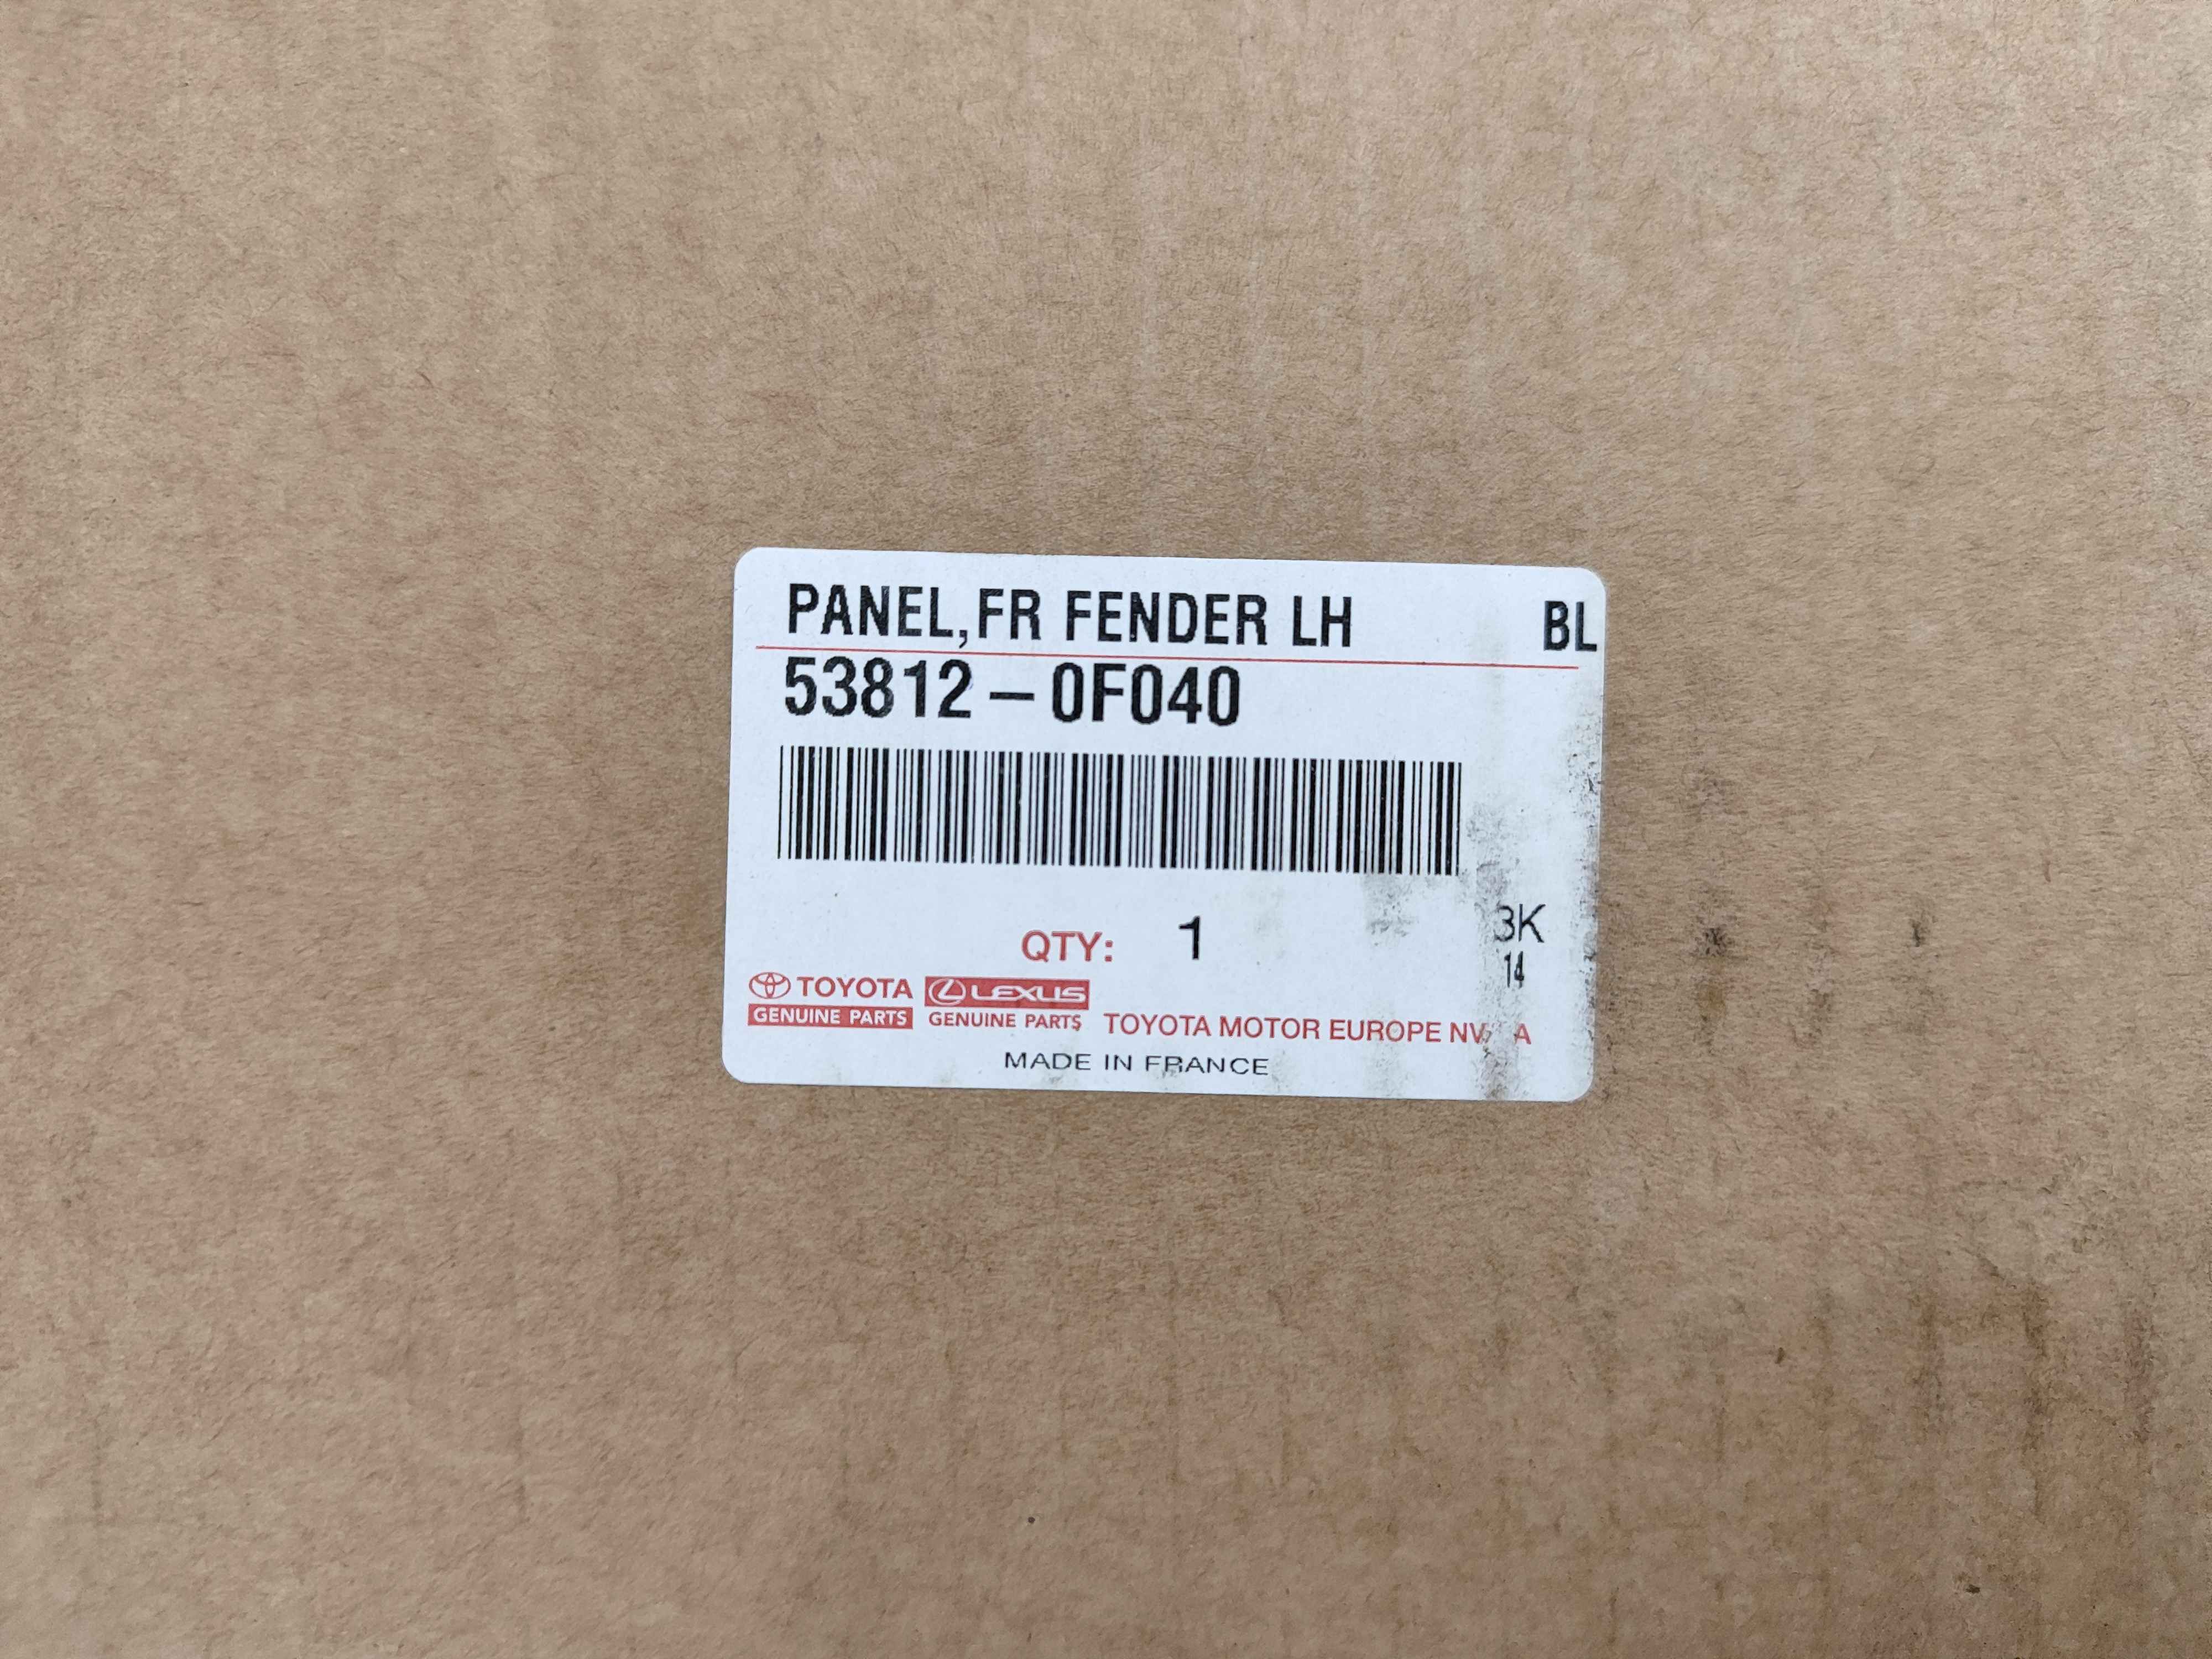 PANEL,FR FENDER LH BL
53812-0F040
QTY: 1
3K
14
TOYOTA LEXUS
GENUINE PARTS GENUINE PARTS TOYOTA MOTOR EUROPE
MADE IN FRANCE